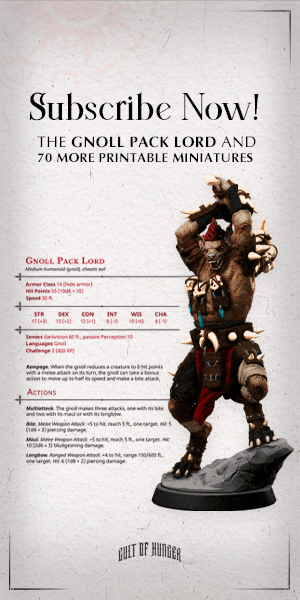 Subscribe Now!
THE GNOLL PACK LORD AND
70 MORE PRINTABLE MINIATURES
GNOLL PACK LORD
Medium humanoid (gnoll), chaotic evil
Armor Class 14 (hide armor)
Hit Points 55 (10d8 + 10)
Speed 30 ft.
STR DEX CON INT WIS CHA
17 (+3) 15 (+2) 12 (+1) 9 (-1) 10 (+0) 8 (-1)
Senses darkvision 60 ft., passive Perception 10
Languages Gnoll
Challenge 2 (450 XP)
Rampage. When the gnoll reduces a creature to 0 hit points
with a melee attack on its turn, the gnoll can take a bonus
action to move up to half its speed and make a bite attack.
ACTIONS
Multiattack. The gnoll makes three attacks, one with its bite
and two with its maul or with its longbow.
Bite. Melee Weapon Attack: +5 to hit, reach 5 ft., one target. Hit: 5
(1d4 + 3) piercing damage.
Maul. Melee Weapon Attack: +5 to hit, reach 5 ft., one target. Hit:
10 (2d6 + 3) bludgeoning damage.
Longbow. Ranged Weapon Attack: +4 to hit, range 150/600 ft.,
one target. Hit: 6 (1d8 + 2) piercing damage.
CULT OF HUNGER